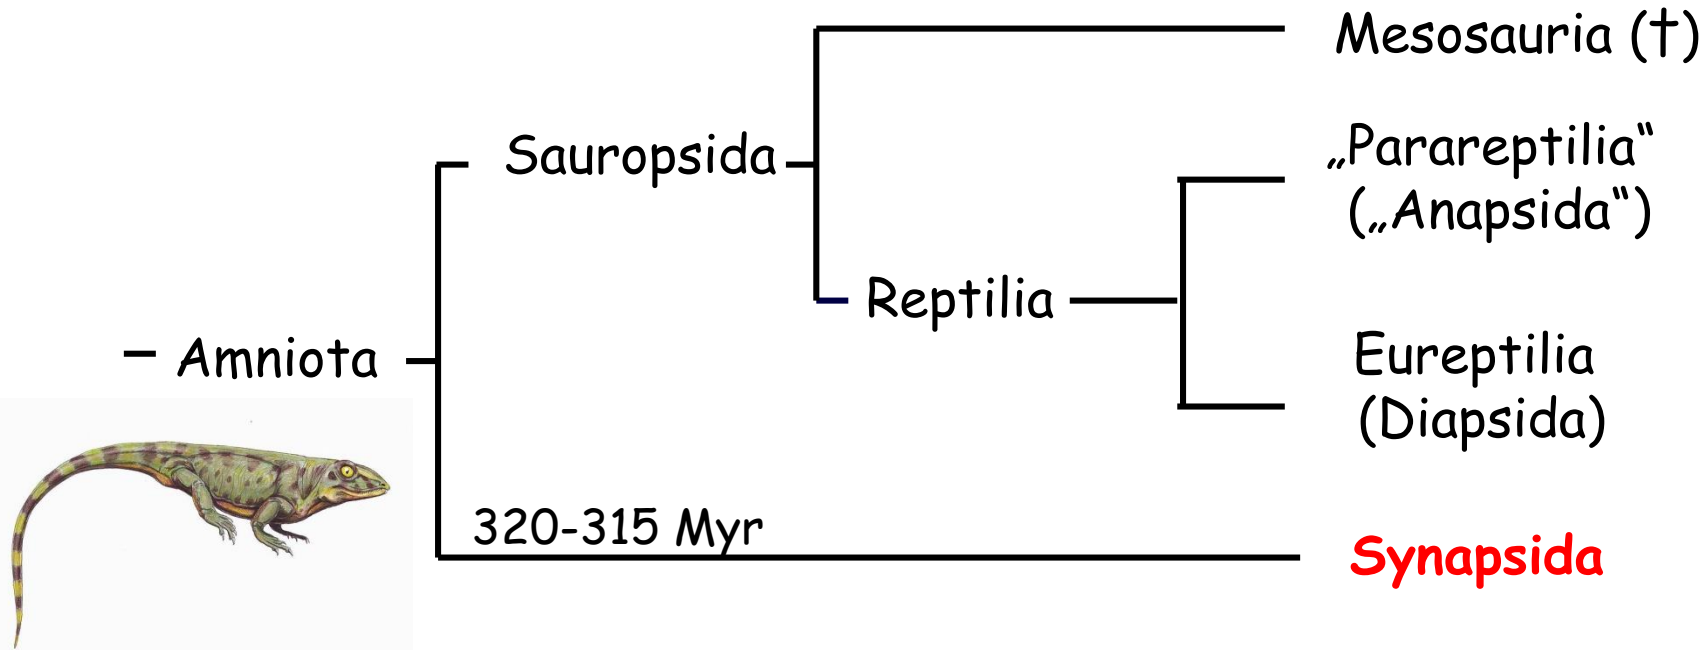 Mesosauria (†)
„Parareptilia“
(„Anapsida“)
Sauropsida
Reptilia
Amniota
Eureptilia
(Diapsida)
320-315 Myr
Synapsida